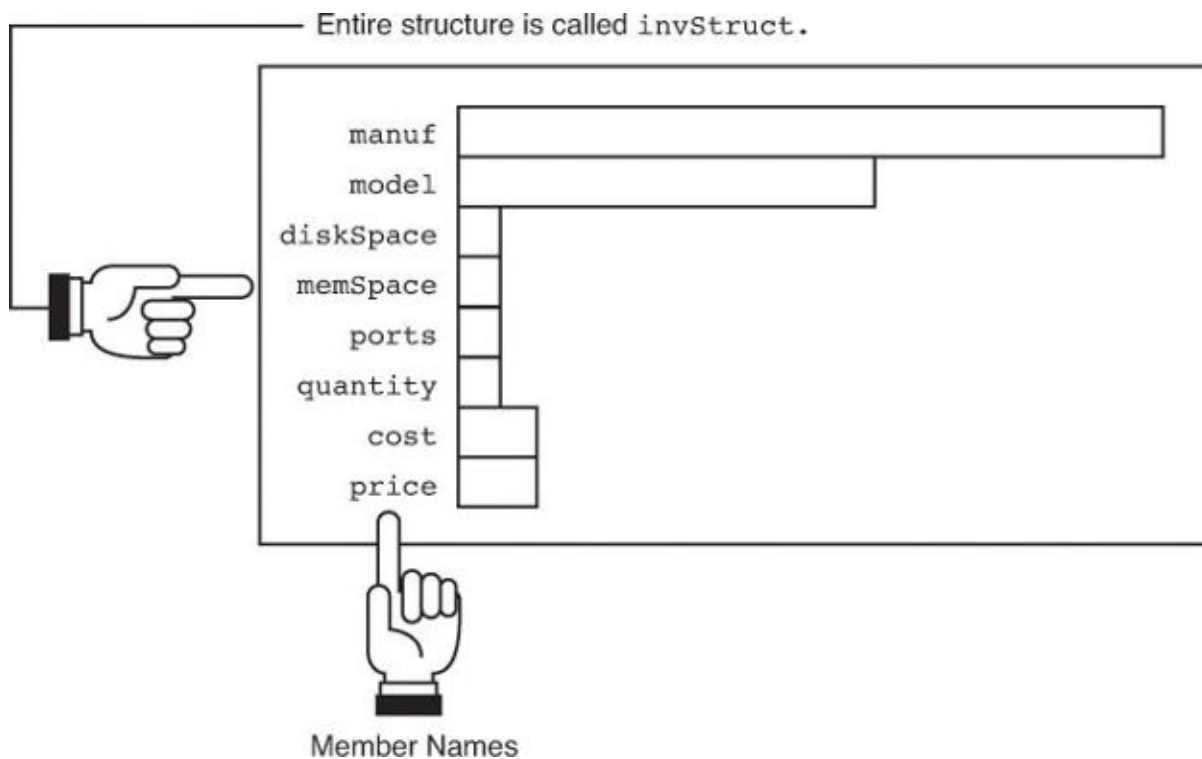 Entire structure is called invStruct.
manuf
model
diskSpace
memSpace
ports
quantity
cost
price
Member Names